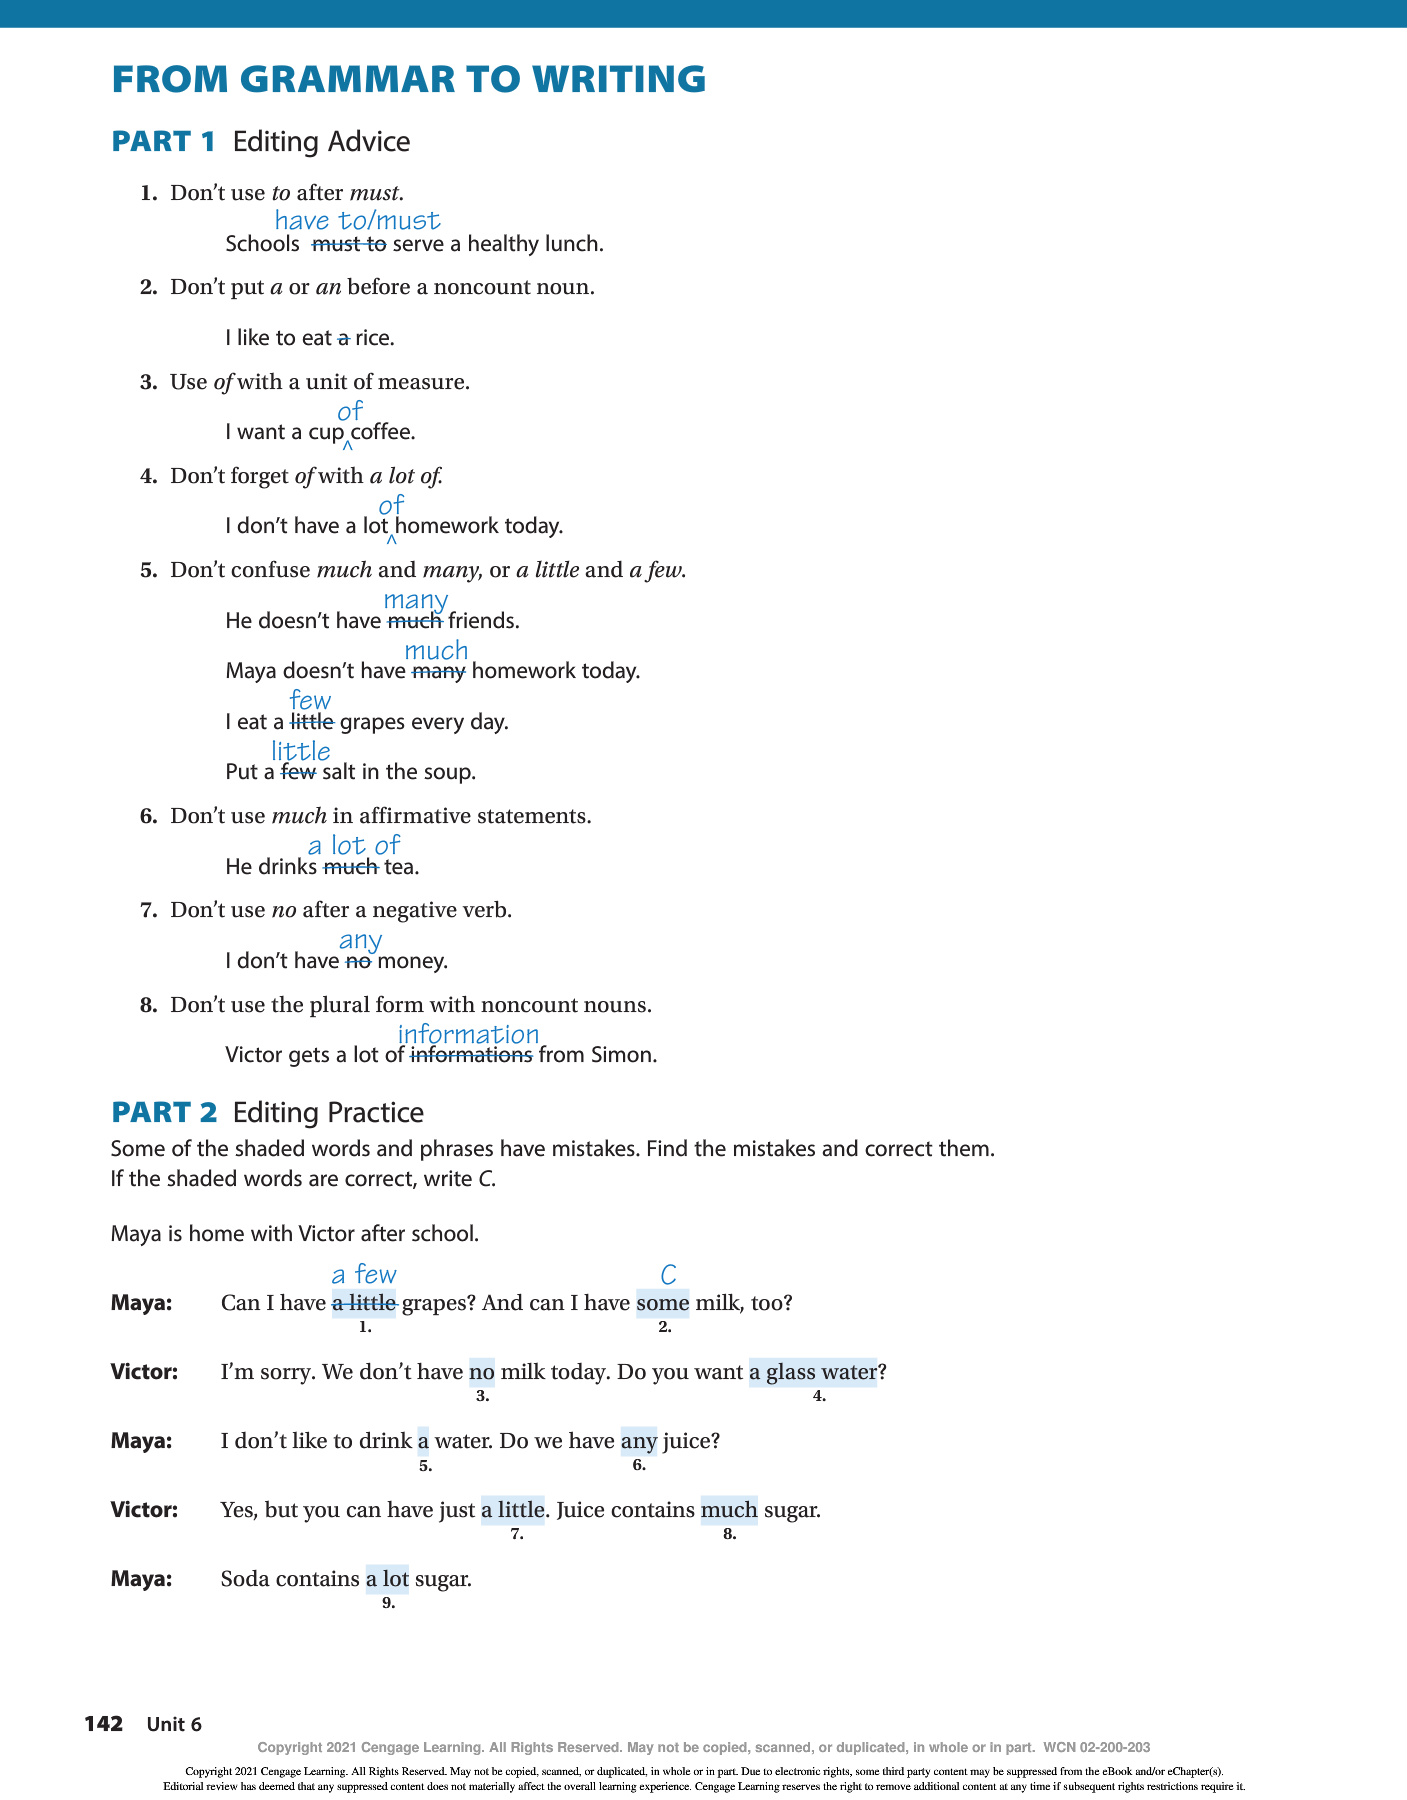 FROM GRAMMAR TO WRITING
PART 1 Editing Advice
1. Don't use to after must.
have to/must
Schools must to serve a healthy lunch.
2. Don't put a or an before a noncount noun.
I like to eat a rice.
3. Use of with a unit of measure.
of
I want a cup ^ coffee.
4. Don't forget of with a lot of.
of
I don't have a lot ^ homework today.
5. Don't confuse much and many, or a little and a few.
many
He doesn't have much friends.
much
Maya doesn't have many homework today.
few
I eat a little grapes every day.
little
Put a few salt in the soup.
6. Don't use much in affirmative statements.
a lot of
He drinks much tea.
7. Don't use no after a negative verb.
any
I don't have no money.
8. Don't use the plural form with noncount nouns.
information
Victor gets a lot of informations from Simon.
PART 2 Editing Practice
Some of the shaded words and phrases have mistakes. Find the mistakes and correct them.
If the shaded words are correct, write C.
Maya is home with Victor after school.
a few C
Maya: Can I have a little grapes? And can I have some milk, too?
1. 2.
Victor: I'm sorry. We don't have no milk today. Do you want a glass water?
3. 4.
Maya: I don't like to drink a water. Do we have any juice?
5. 6.
Victor: Yes, but you can have just a little. Juice contains much sugar.
7. 8.
Maya: Soda contains a lot sugar.
9.
142 Unit 6
Copyright 2021 Cengage Learning. All Rights Reserved. May not be copied, scanned, or duplicated, in whole or in part. WCN 02-200-203
Copyright 2021 Cengage Learning. All Rights Reserved. May not be copied, scanned, or duplicated, in whole or in part. Due to electronic rights, some third party content may be suppressed from the eBook and/or eChapter(s).
Editorial review has deemed that any suppressed content does not materially affect the overall learning experience. Cengage Learning reserves the right to remove additional content at any time if subsequent rights restrictions require it.